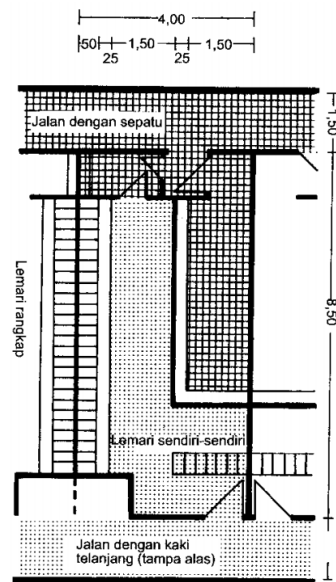 4,00
50 1,50 1,50
25 25
Jalan dengan sepatu
1,50
Lemari rangkap
8,50
Lemari sendiri-sendiri
Jalan dengan kaki
telanjang (tampa alas)